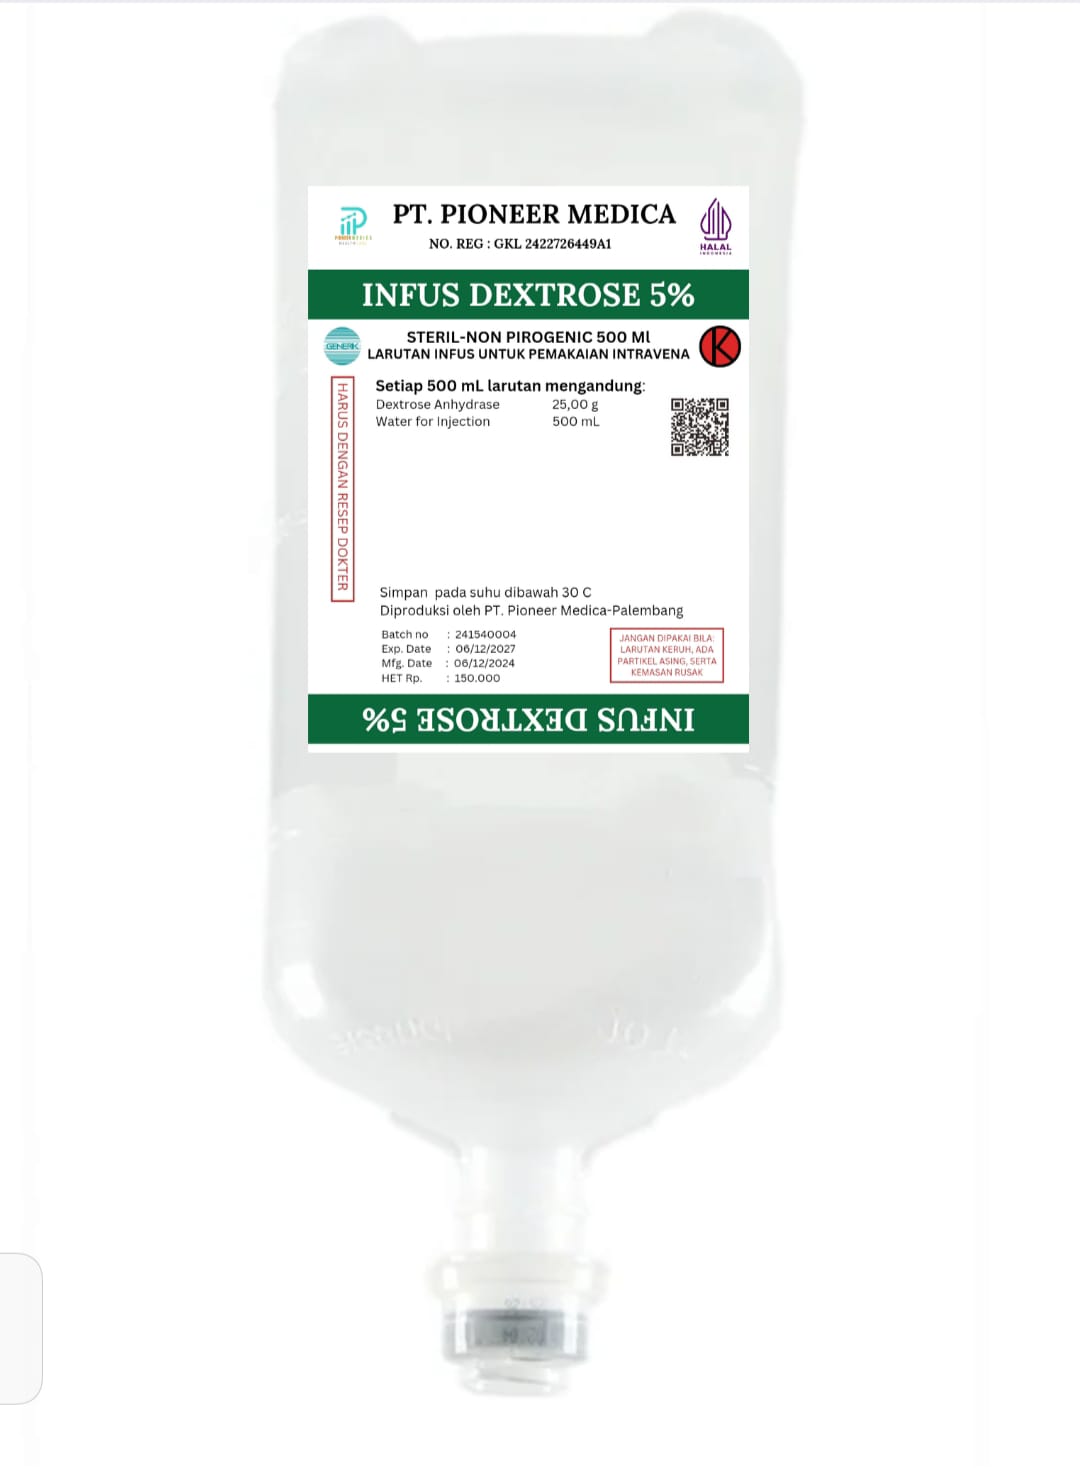 PT. PIONEER MEDICA
NO. REG : GKL 2422726449A1
HALAL
INDONESIA
INFUS DEXTROSE 5%
GENERIK
STERIL-NON PIROGENIC 500 Ml
LARUTAN INFUS UNTUK PEMAKAIAN INTRAVENA
K
HARUS DENGAN RESEP DOKTER
Setiap 500 mL larutan mengandung:
Dextrose Anhydrase 25,00 g
Water for Injection 500 mL
Simpan pada suhu dibawah 30 C
Diproduksi oleh PT. Pioneer Medica-Palembang
Batch no : 241540004
Exp. Date : 06/12/2027
Mfg. Date : 06/12/2024
HET Rp. : 150.000
JANGAN DIPAKAI BILA:
LARUTAN KERUH, ADA
PARTIKEL ASING, SERTA
KEMASAN RUSAK
INFUS DEXTROSE 5%